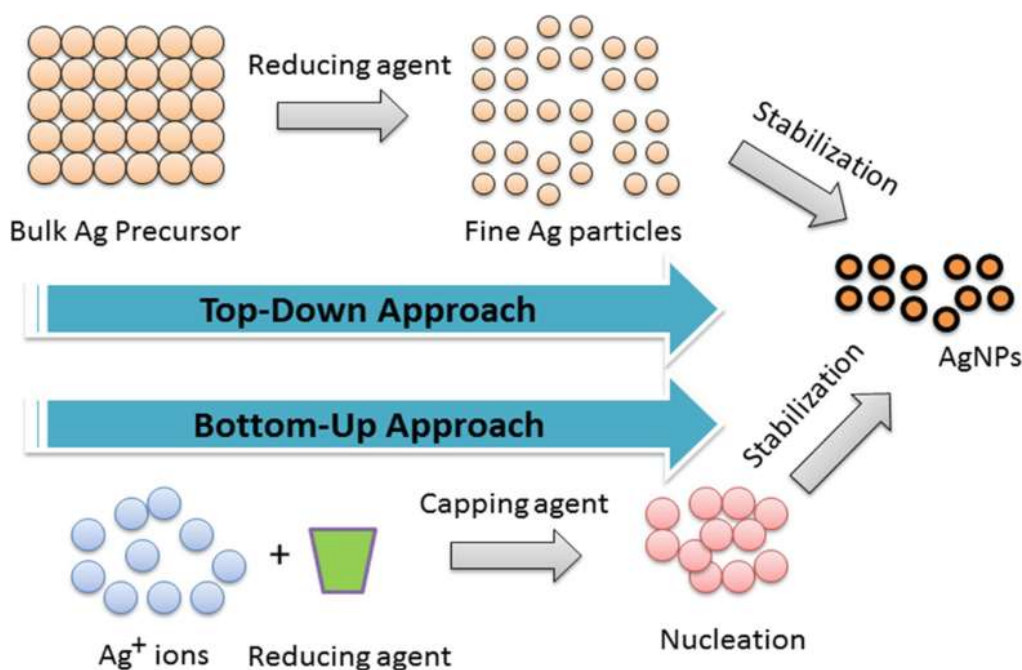 Reducing agent
Stabilization
Bulk Ag Precursor
Fine Ag particles
Top-Down Approach
AgNPs
Bottom-Up Approach
Stabilization
Capping agent
+
Ag⁺ ions
Reducing agent
Nucleation